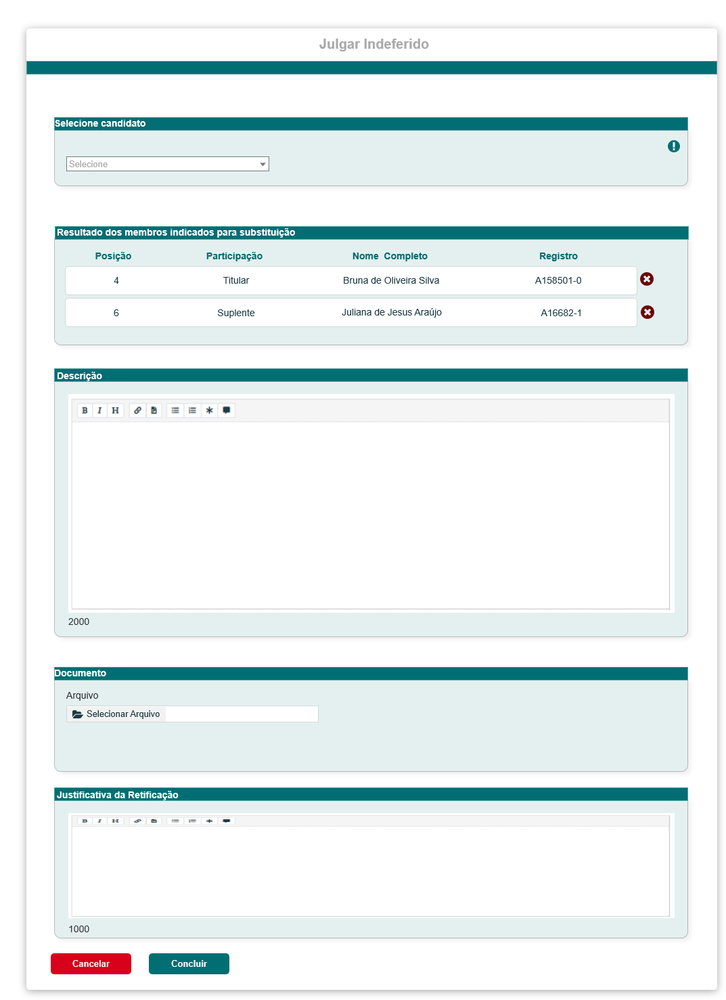 Julgar Indeferido
Selecione candidato
Selecione
Resultado dos membros indicados para substituição
Posição Participação Nome Completo Registro
4 Titular Bruna de Oliveira Silva A158501-0
6 Suplente Juliana de Jesus Araújo A16682-1
Descrição
B I H
2000
Documento
Arquivo
Selecionar Arquivo
Justificativa da Retificação
B I H
1000
Cancelar Concluir